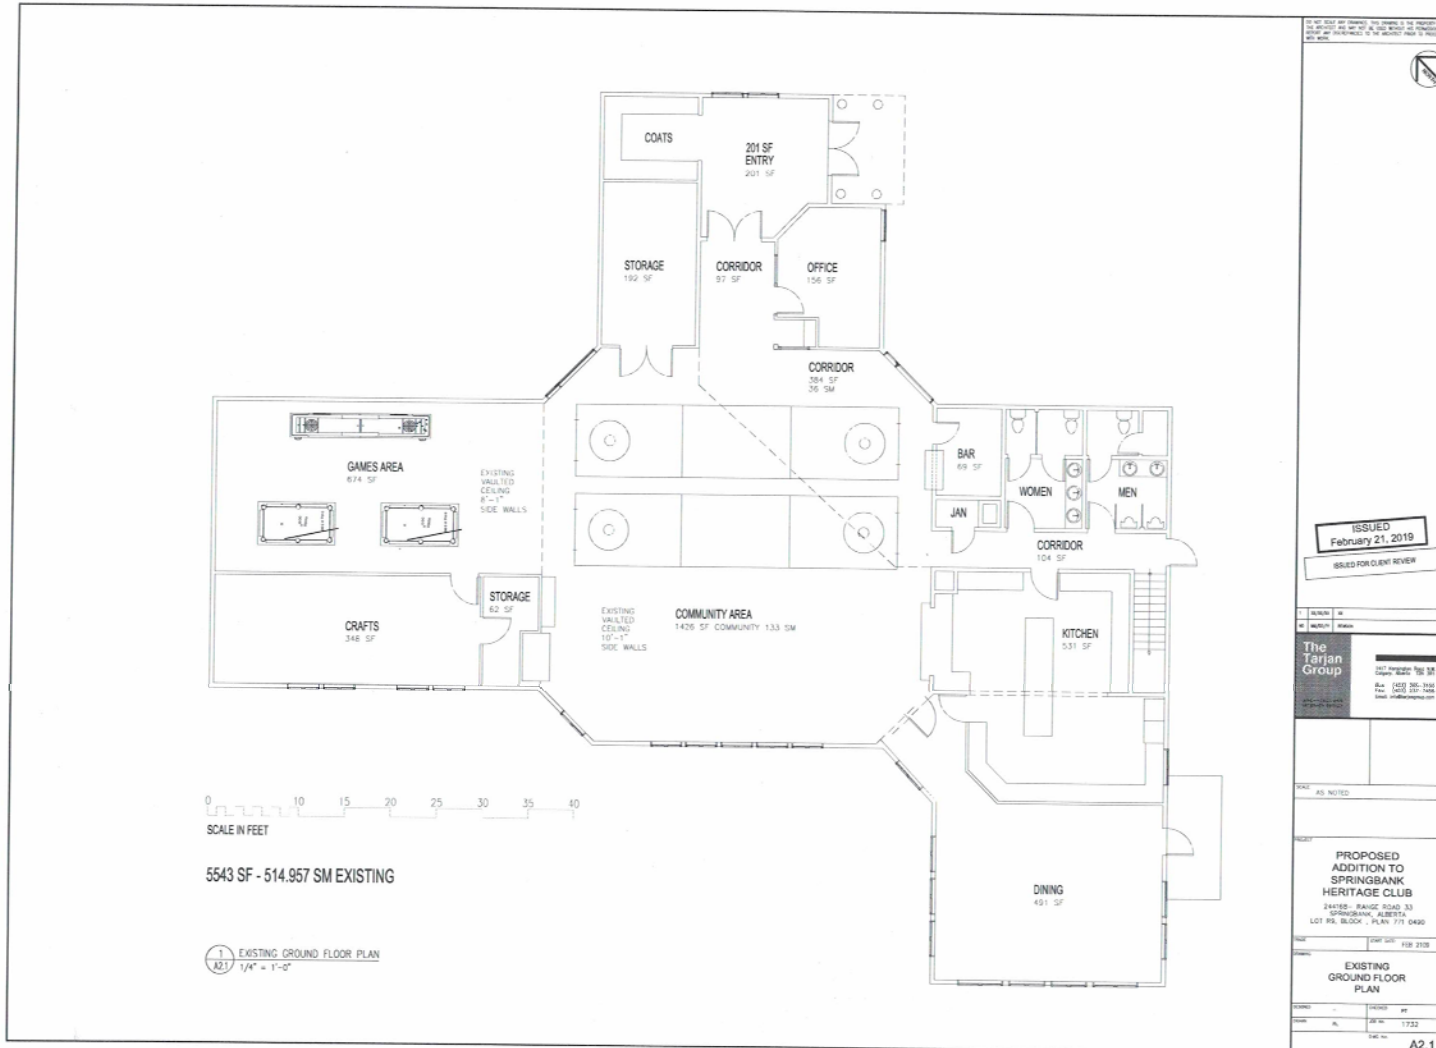 COATS
201 SF
ENTRY
201 SF
STORAGE
192 SF
CORRIDOR
97 SF
OFFICE
156 SF
CORRIDOR
384 SF
36 SM
GAMES AREA
674 SF
EXISTING
VAULTED
CEILING
8'-1"
SIDE WALLS
BAR
69 SF
WOMEN
MEN
JAN
CORRIDOR
104 SF
STORAGE
62 SF
CRAFTS
348 SF
EXISTING
VAULTED
CEILING
10'-1"
SIDE WALLS
COMMUNITY AREA
1426 SF COMMUNITY 133 SM
KITCHEN
531 SF
DINING
491 SF
0 10 15 20 25 30 35 40
SCALE IN FEET
5543 SF - 514.957 SM EXISTING
1
A2.1
EXISTING GROUND FLOOR PLAN
1/4" = 1'-0"
ISSUED
February 21, 2019
ISSUED FOR CLIENT REVIEW
The
Tarjan
Group
AS NOTED
PROPOSED
ADDITION TO
SPRINGBANK
HERITAGE CLUB
244168- RANGE ROAD 33
SPRINGBANK, ALBERTA
EXISTING
GROUND FLOOR
PLAN
1732
A2.1